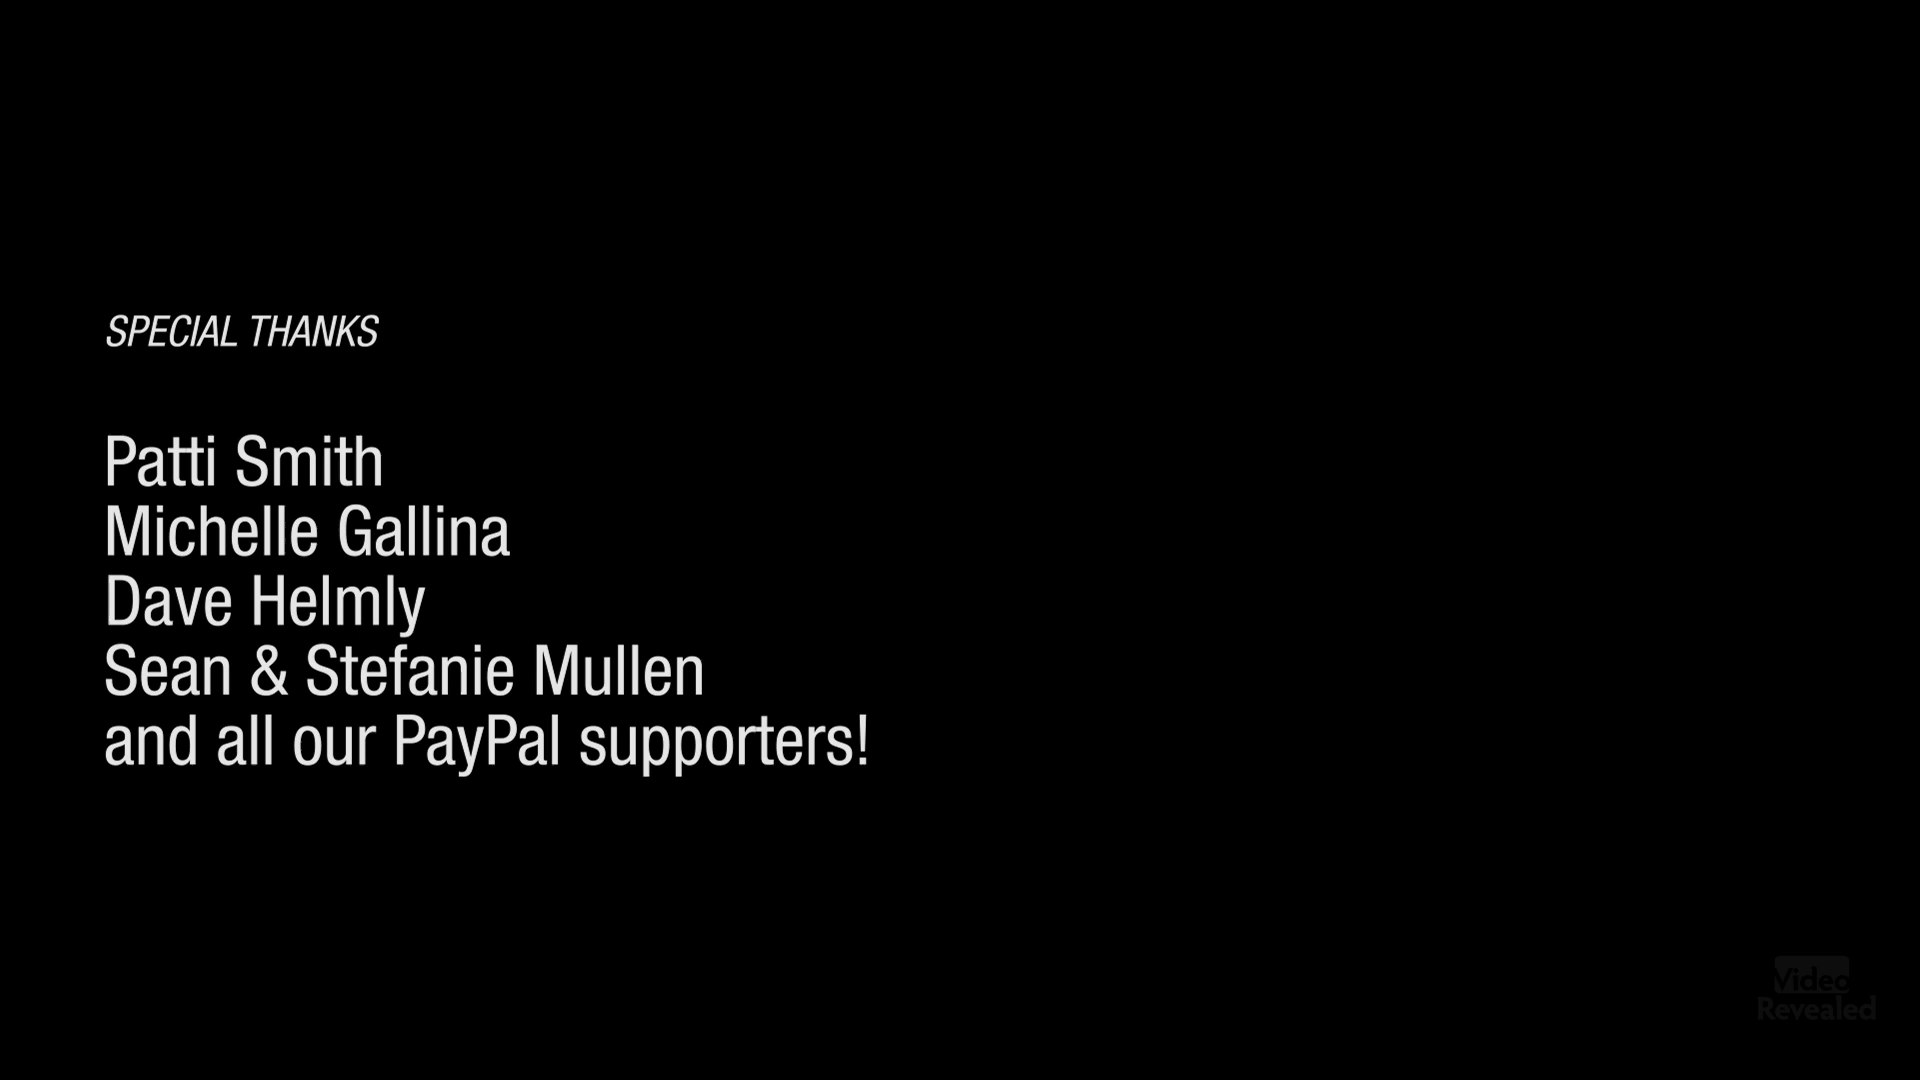 SPECIAL THANKS
Patti Smith
Michelle Gallina
Dave Helmly
Sean & Stefanie Mullen
and all our PayPal supporters!
Video
Revealed